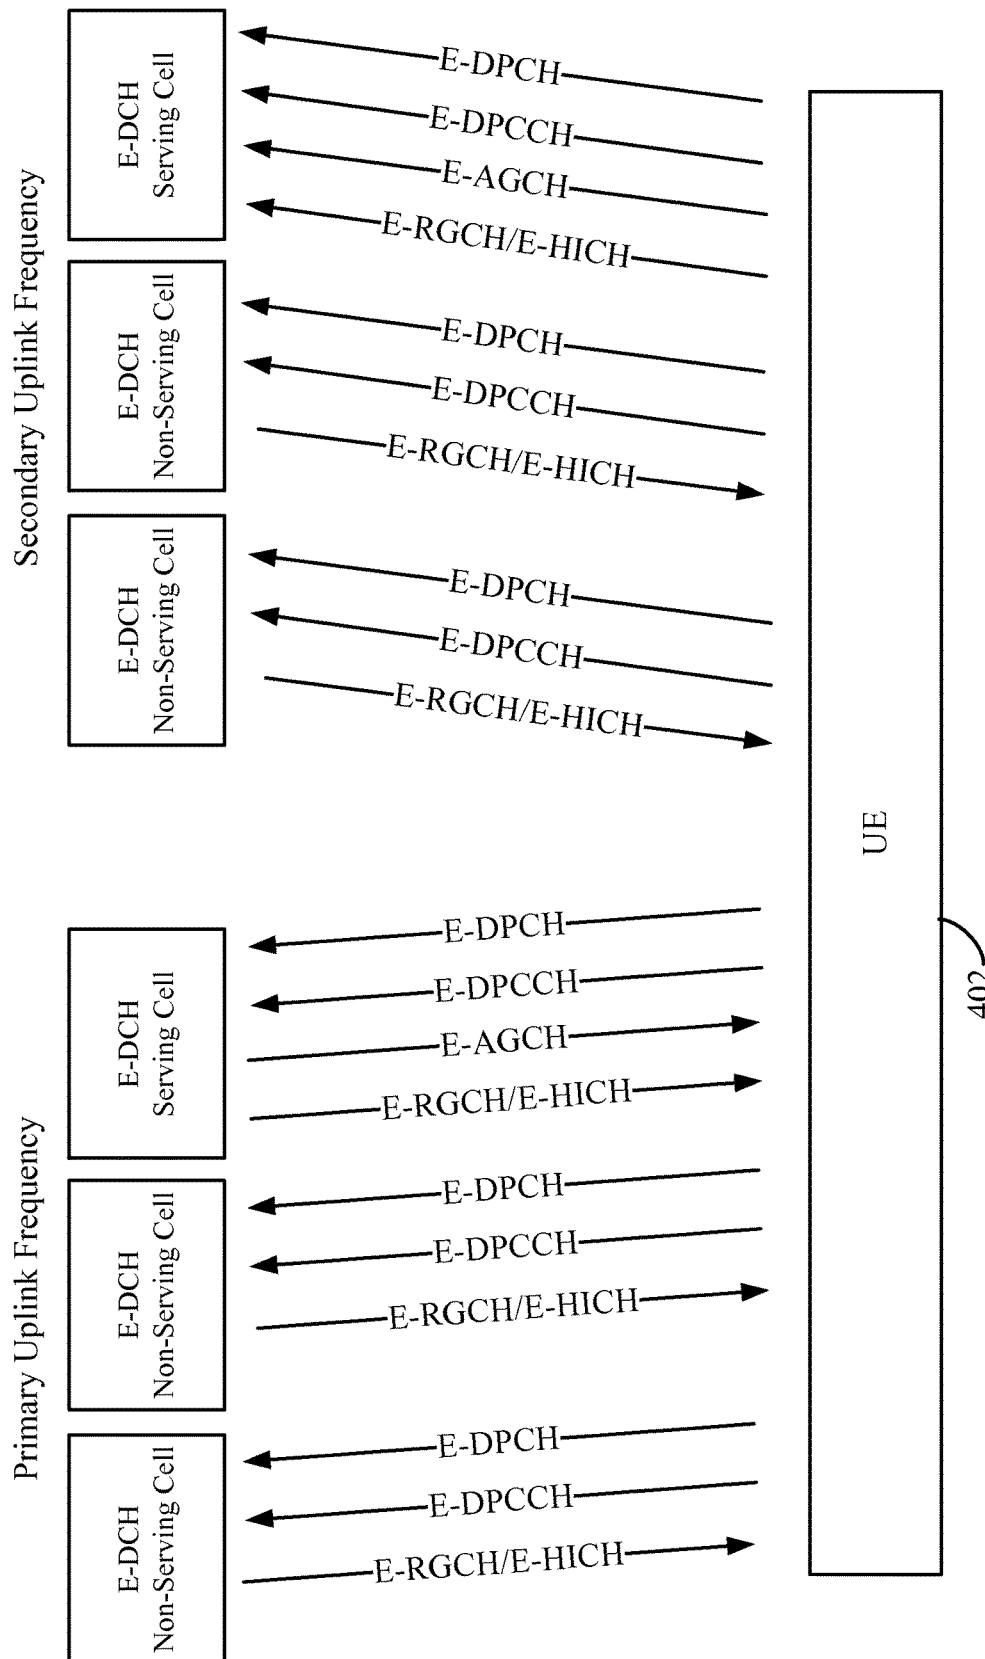 Primary Uplink Frequency
Secondary Uplink Frequency
E-DCH
Non-Serving Cell
E-DCH
Non-Serving Cell
E-DCH
Serving Cell
E-DCH
Non-Serving Cell
E-DCH
Non-Serving Cell
E-DCH
Serving Cell
E-DPCH
E-DPCCH
E-RGCH/E-HICH
E-DPCH
E-DPCCH
E-RGCH/E-HICH
E-DPCH
E-DPCCH
E-AGCH
E-RGCH/E-HICH
E-DPCH
E-DPCCH
E-RGCH/E-HICH
E-DPCH
E-DPCCH
E-RGCH/E-HICH
E-DPCH
E-DPCCH
E-AGCH
E-RGCH/E-HICH
UE
402